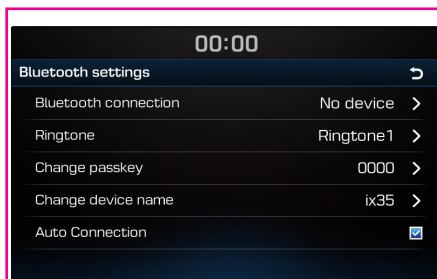 00:00
Bluetooth settings
Bluetooth connection No device
Ringtone Ringtone1
Change passkey 0000
Change device name ix35
Auto Connection